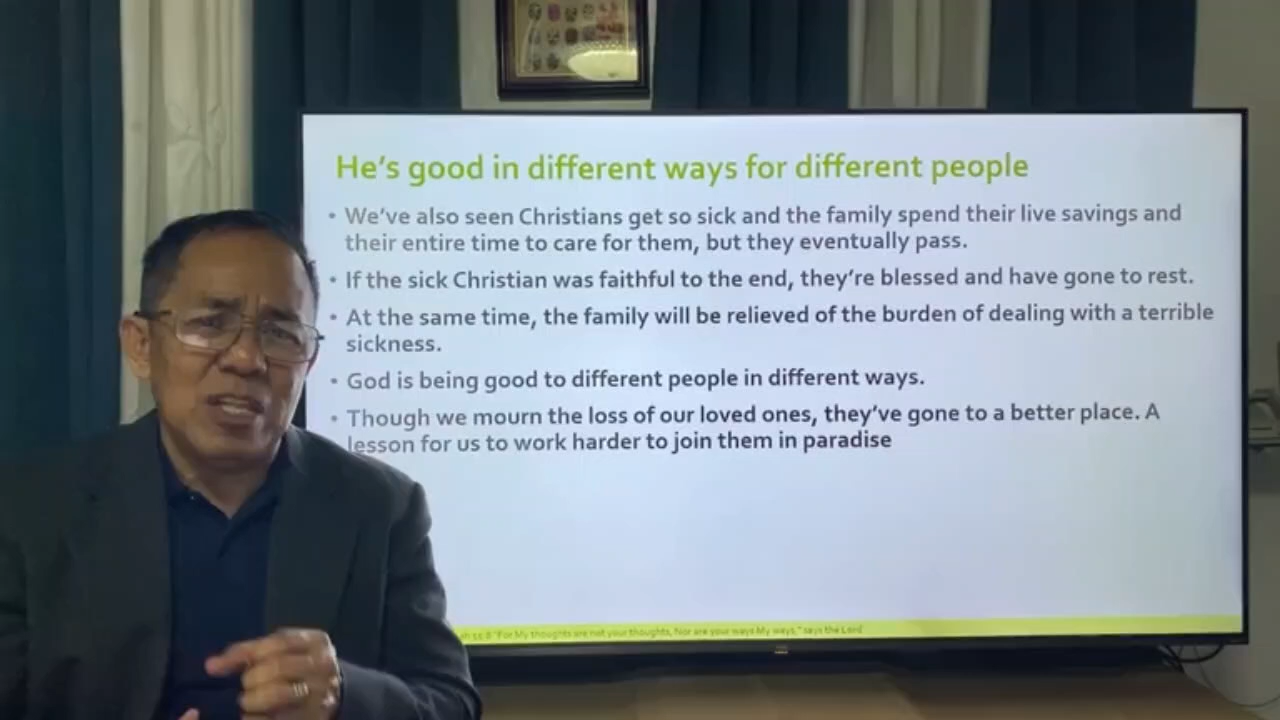 He's good in different ways for different people
• We've also seen Christians get so sick and the family spend their live savings and
their entire time to care for them, but they eventually pass.
• If the sick Christian was faithful to the end, they're blessed and have gone to rest.
• At the same time, the family will be relieved of the burden of dealing with a terrible
sickness.
• God is being good to different people in different ways.
• Though we mourn the loss of our loved ones, they've gone to a better place. A
lesson for us to work harder to join them in paradise
"For My thoughts are not your thoughts, Nor are your ways My ways," says the Lord